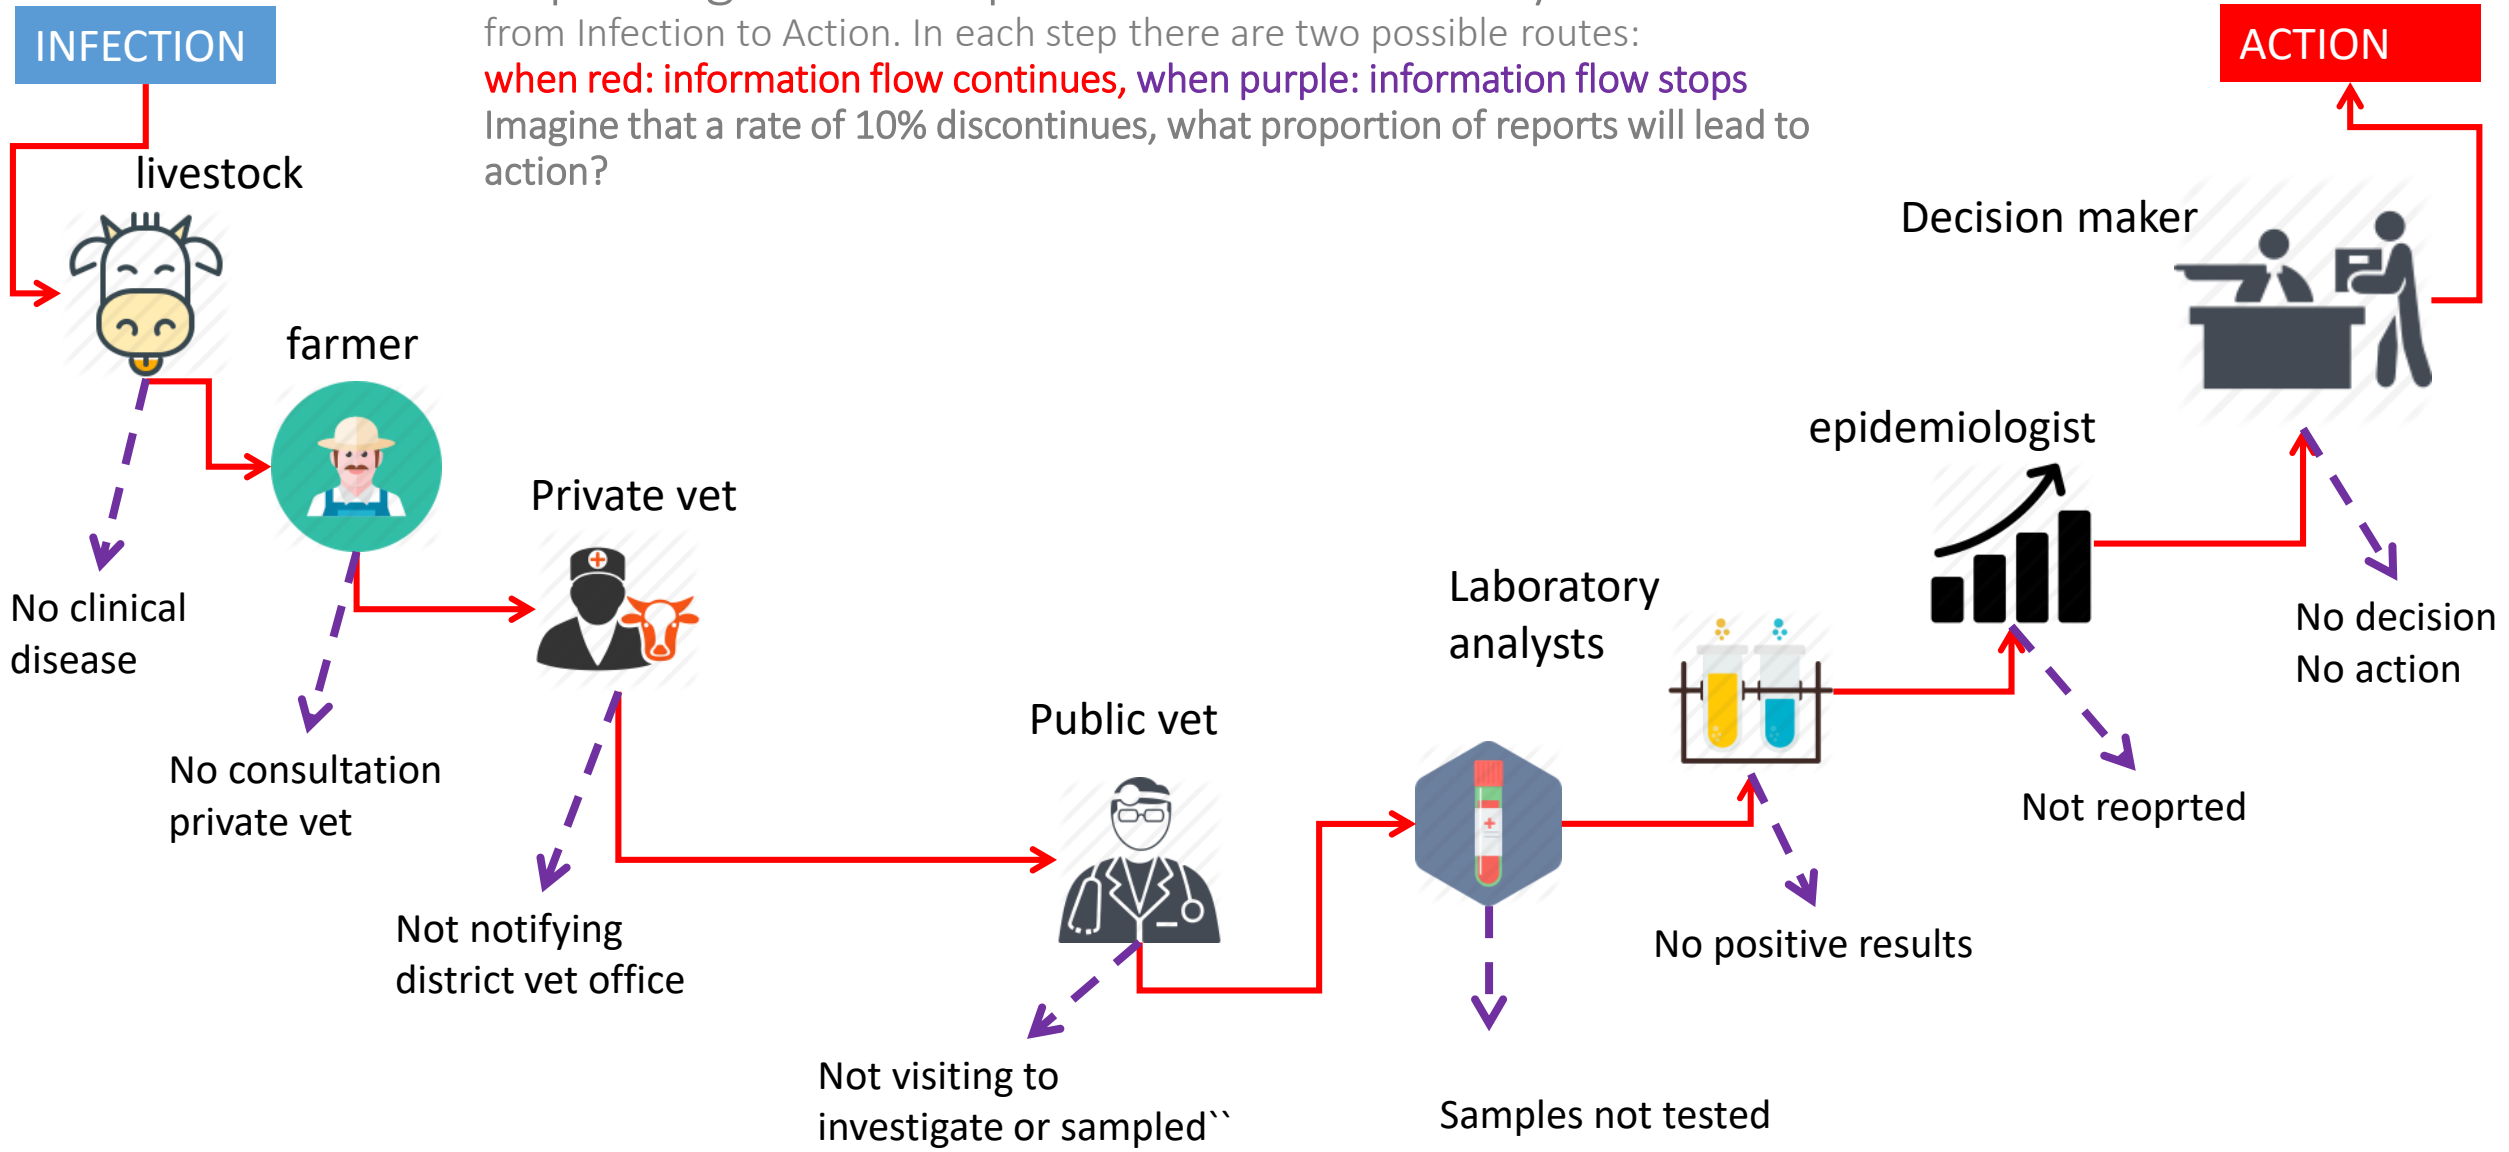 INFECTION
from Infection to Action. In each step there are two possible routes:
when red: information flow continues, when purple: information flow stops
Imagine that a rate of 10% discontinues, what proportion of reports will lead to
action?
ACTION
livestock
farmer
Private vet
Public vet
Laboratory
analysts
epidemiologist
Decision maker
No clinical
disease
No consultation
private vet
Not notifying
district vet office
Not visiting to
investigate or sampled``
Samples not tested
No positive results
Not reoprted
No decision
No action